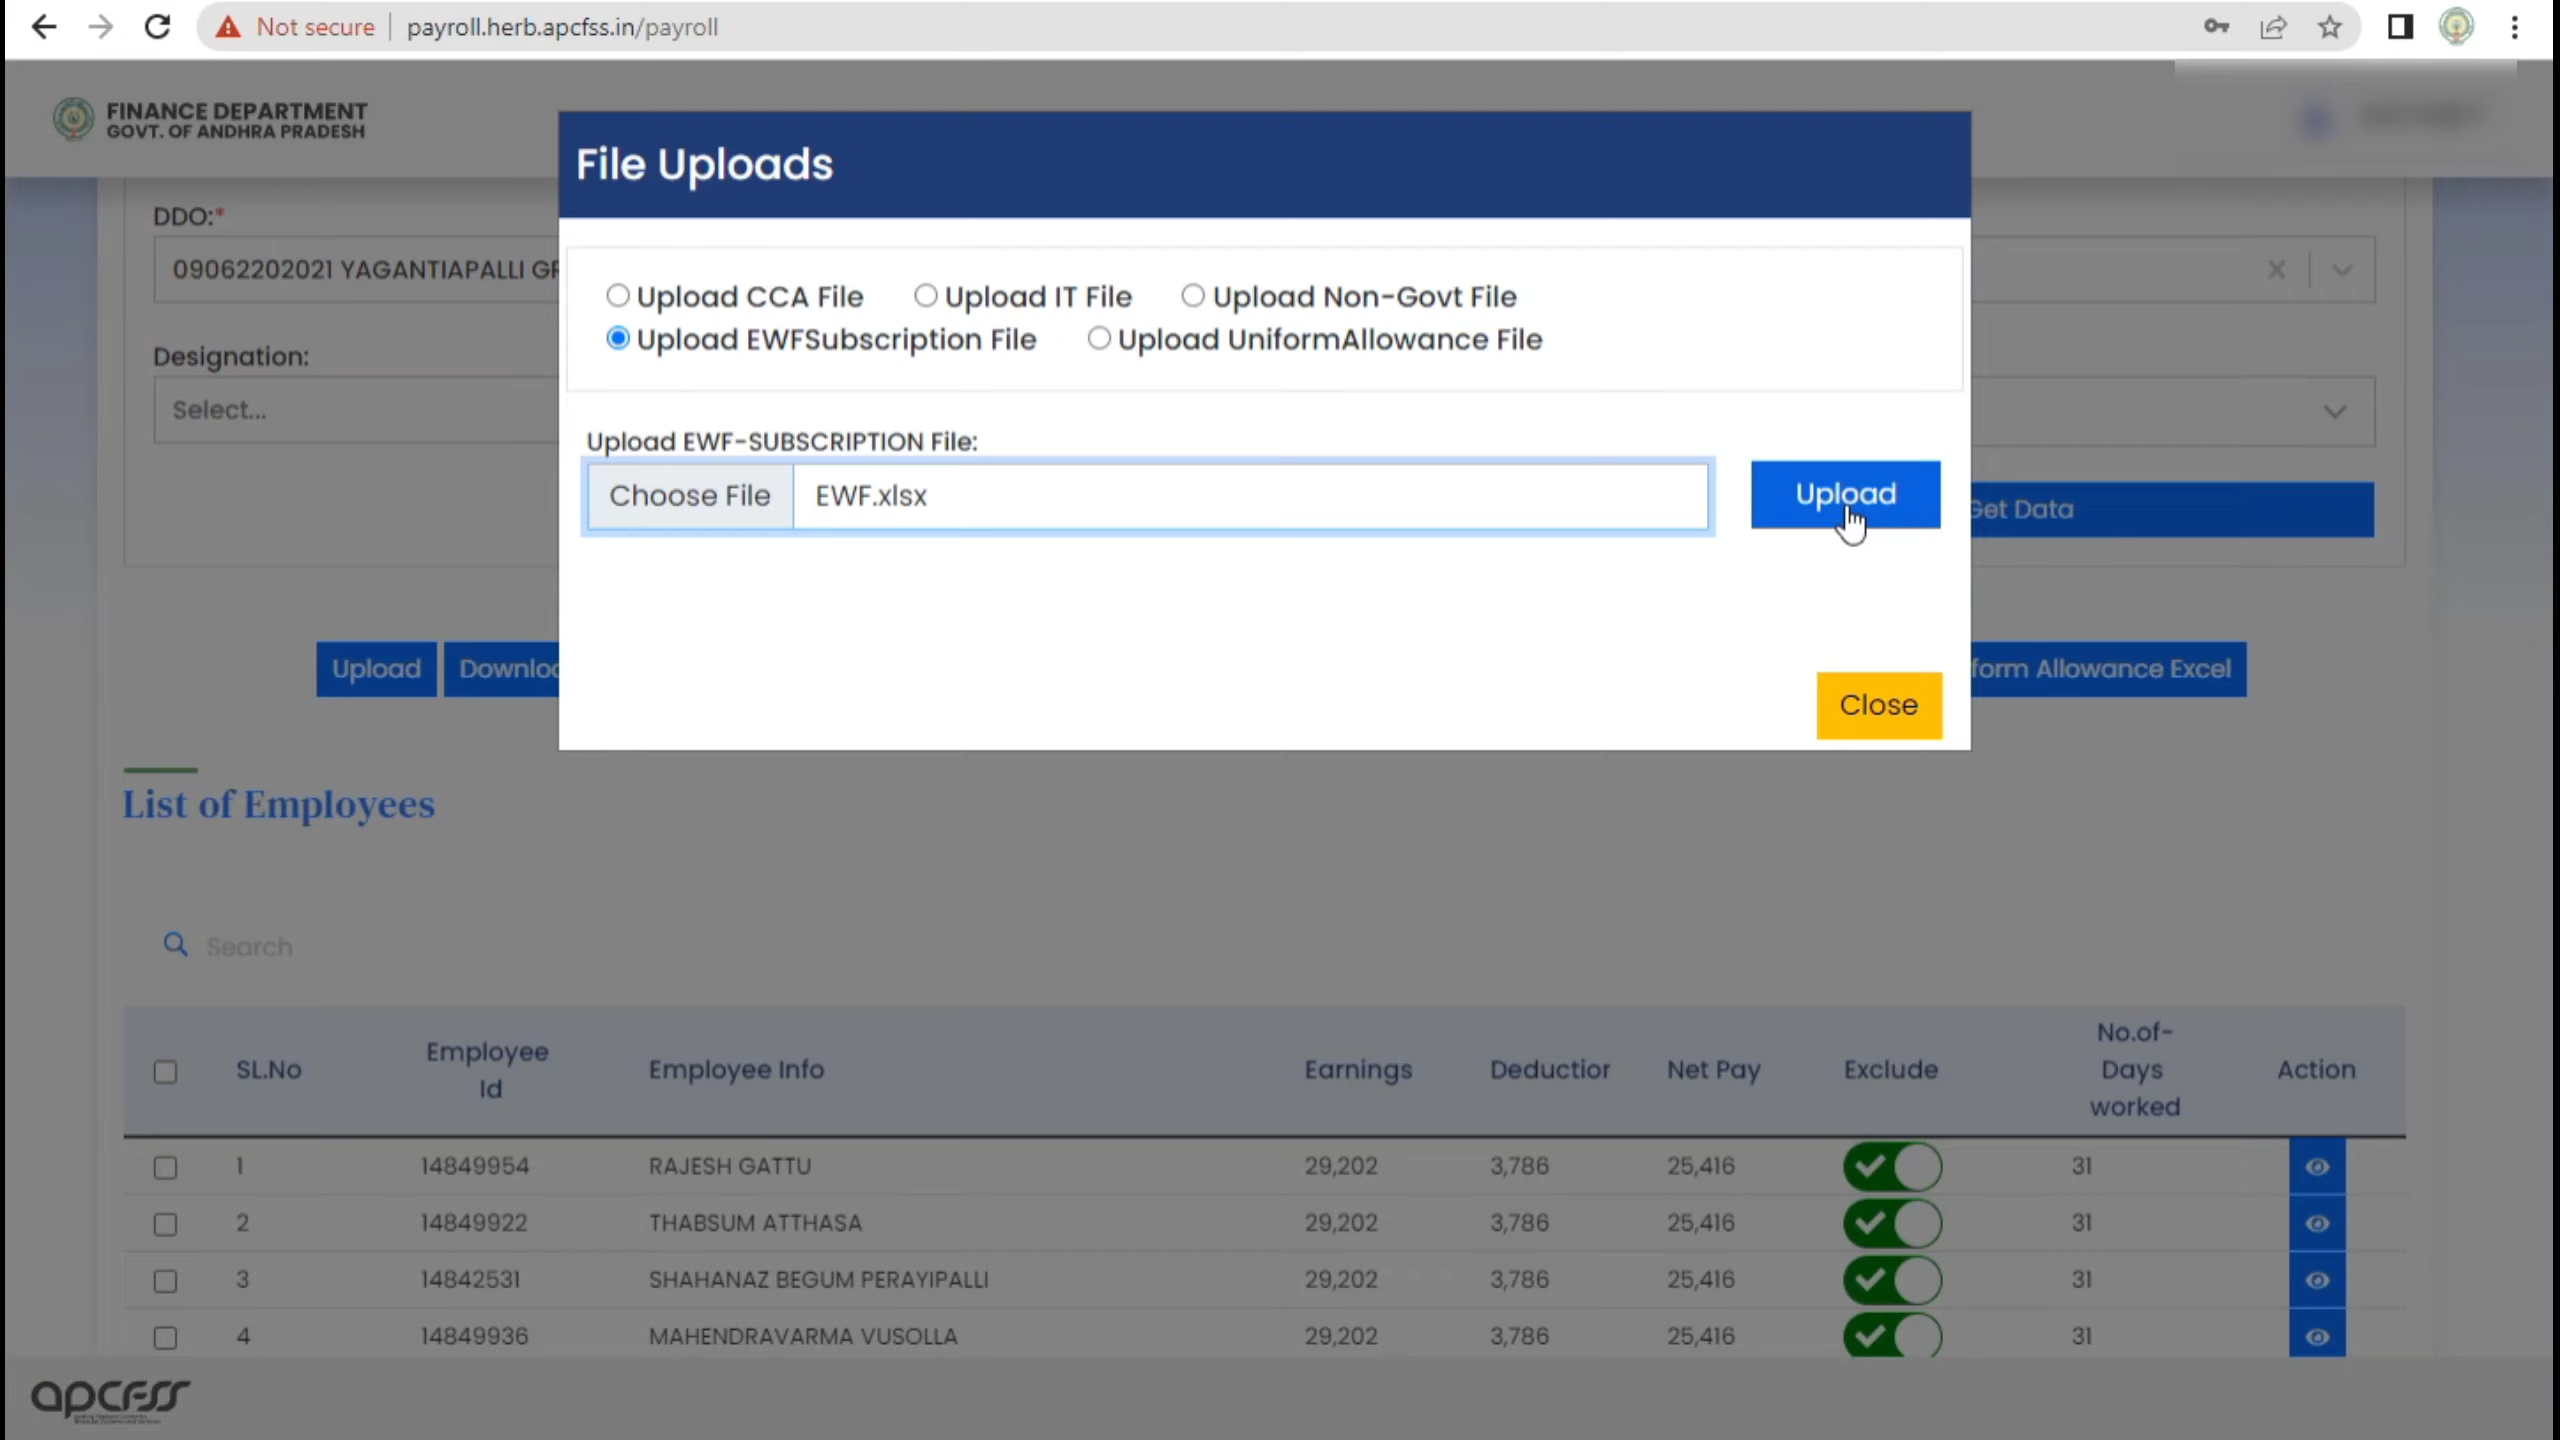 Not secure payroll.herb.apcfss.in/payroll
FINANCE DEPARTMENT
GOVT. OF ANDHRA PRADESH
File Uploads
DDO:*
09062202021 YAGANTIAPALLI GR
Upload CCA File Upload IT File Upload Non-Govt File
Upload EWFSubscription File Upload UniformAllowance File
Designation:
Select...
Upload EWF-SUBSCRIPTION File:
Choose File EWF.xlsx Upload
Get Data
Upload Downloa form Allowance Excel
Close
List of Employees
Search
SL.No Employee Id Employee Info Earnings Deduction Net Pay Exclude No.of-Days worked Action
1 14849954 RAJESH GATTU 29,202 3,786 25,416 31
2 14849922 THABSUM ATTHASA 29,202 3,786 25,416 31
3 14842531 SHAHANAZ BEGUM PERAYIPALLI 29,202 3,786 25,416 31
4 14849936 MAHENDRAVARMA VUSOLLA 29,202 3,786 25,416 31
apcfss